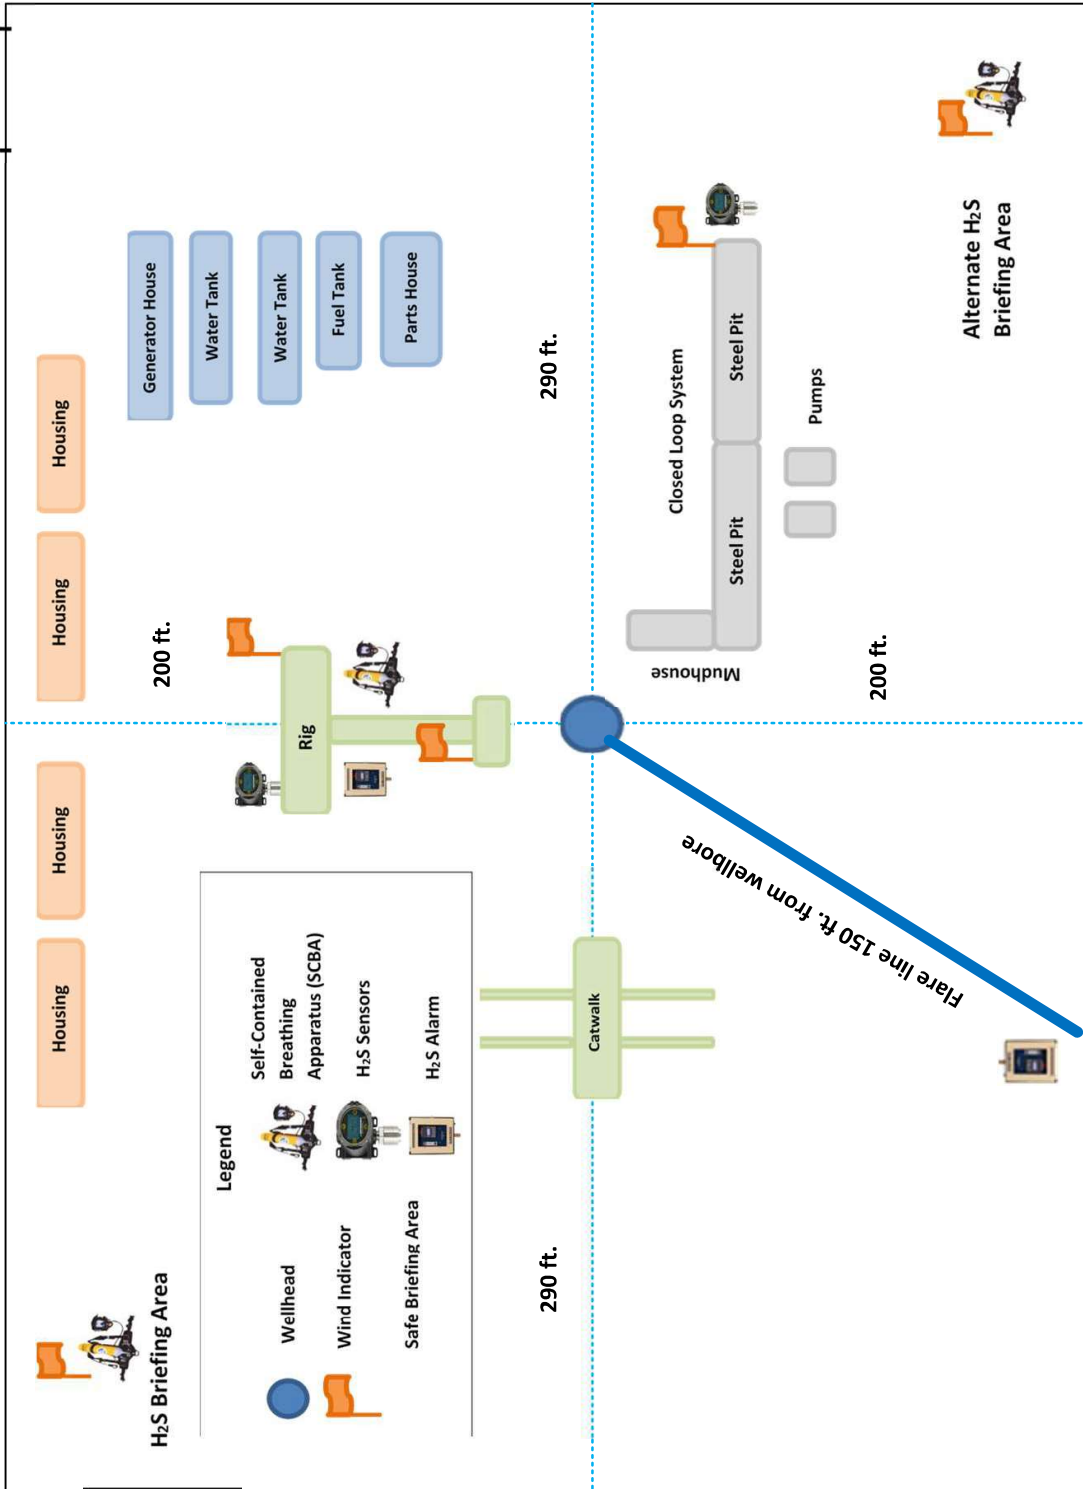 Housing
Housing
Housing
Housing
Generator House
Water Tank
Water Tank
Fuel Tank
Parts House
200 ft.
Rig
H₂S Briefing Area
Legend
Wellhead
Wind Indicator
Safe Briefing Area
Self-Contained
Breathing
Apparatus (SCBA)
H₂S Sensors
H₂S Alarm
290 ft.
290 ft.
Catwalk
Closed Loop System
Steel Pit
Steel Pit
Mudhouse
Pumps
200 ft.
Flare line 150 ft. from wellbore
Alternate H₂S
Briefing Area